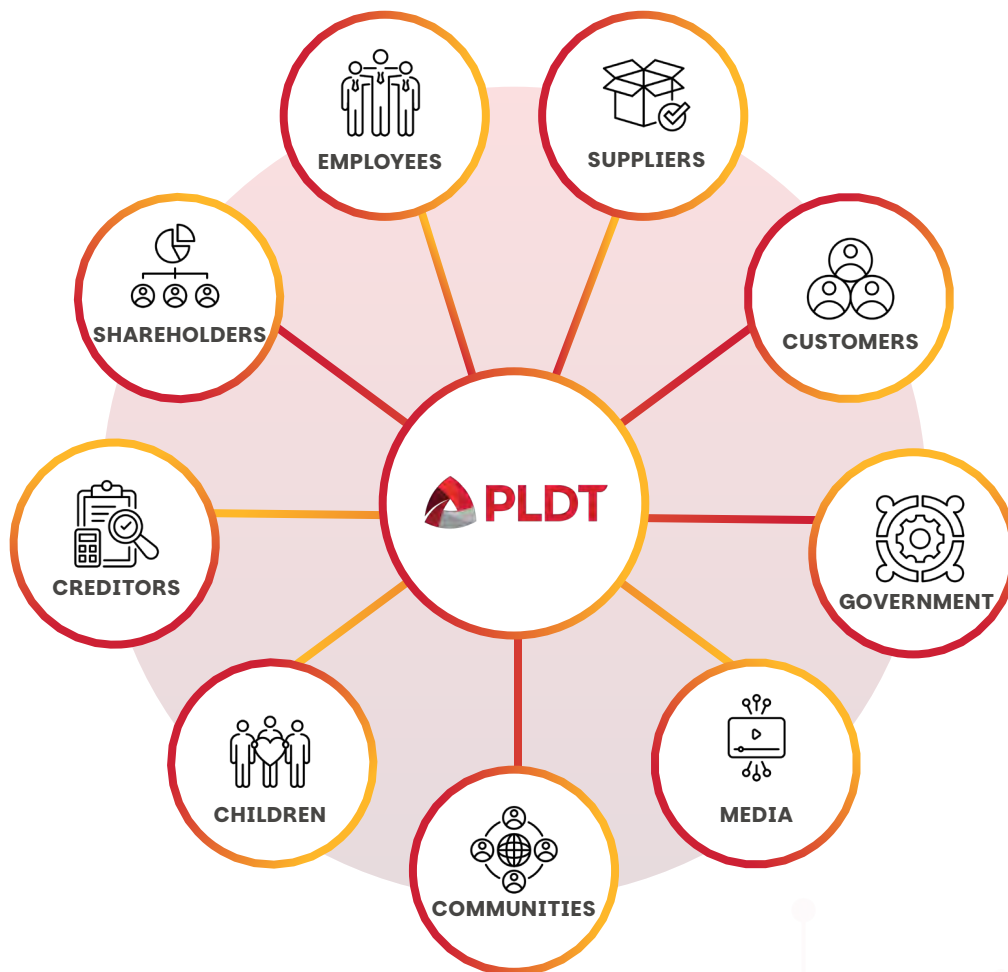 EMPLOYEES
SUPPLIERS
SHAREHOLDERS
CUSTOMERS
PLDT
CREDITORS
GOVERNMENT
CHILDREN
MEDIA
COMMUNITIES